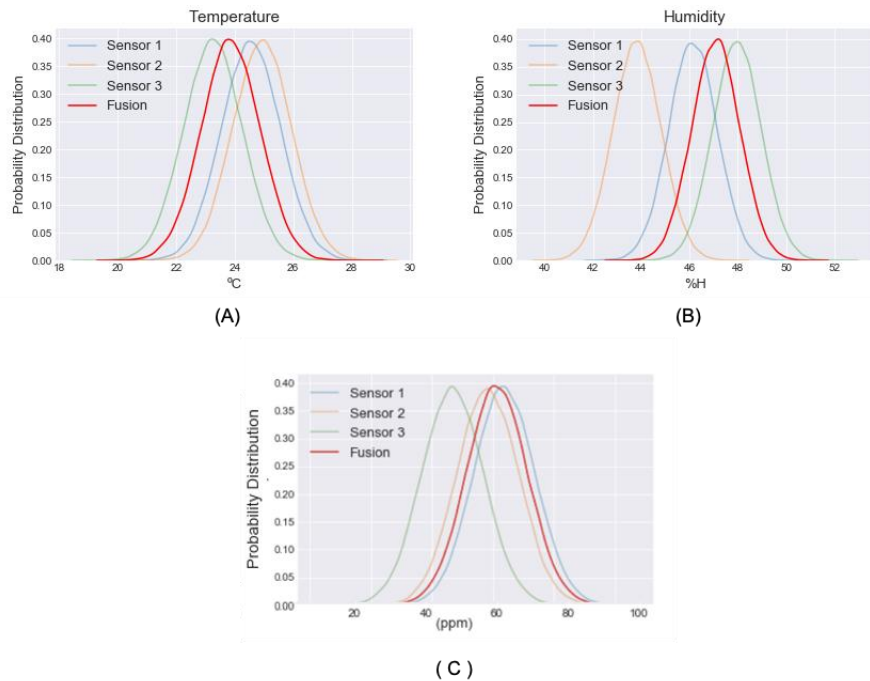 Temperature
Probability Distribution
0.40
0.35
0.30
0.25
0.20
0.15
0.10
0.05
0.00
Sensor 1
Sensor 2
Sensor 3
Fusion
18 20 22 24 26 28 30
ºC
(A)
Humidity
Probability Distribution
0.40
0.35
0.30
0.25
0.20
0.15
0.10
0.05
0.00
Sensor 1
Sensor 2
Sensor 3
Fusion
40 42 44 46 48 50 52
%H
(B)
Probability Distribution
0.40
0.35
0.30
0.25
0.20
0.15
0.10
0.05
0.00
Sensor 1
Sensor 2
Sensor 3
Fusion
20 40 60 80 100
(ppm)
( C )